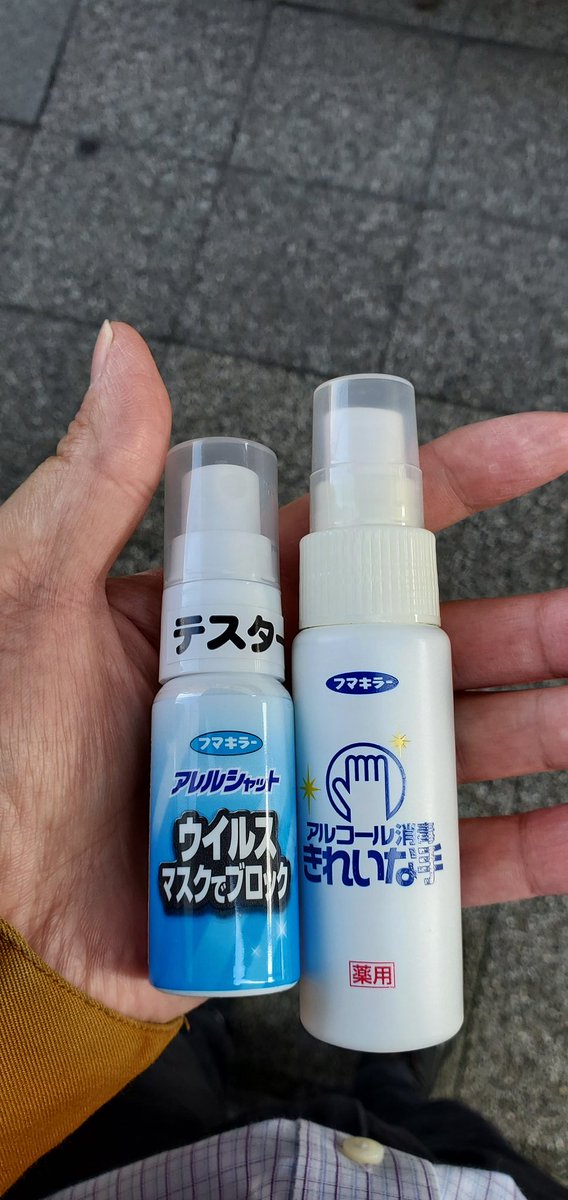 テスター
フマキラー
アレルシャット
ウイルス
マスクでブロック
フマキラー
アルコール消毒
きれいな手
薬用